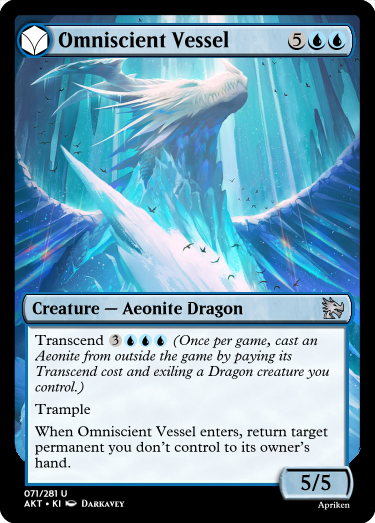 Omniscient Vessel 5
Creature — Aeonite Dragon
Transcend 3 (Once per game, cast an
Aeonite from outside the game by paying its
Transcend cost and exiling a Dragon creature you
control.)
Trample
When Omniscient Vessel enters, return target
permanent you don't control to its owner's
hand.
5/5
071/281 U
AKT • KI Darkavey
Apriken